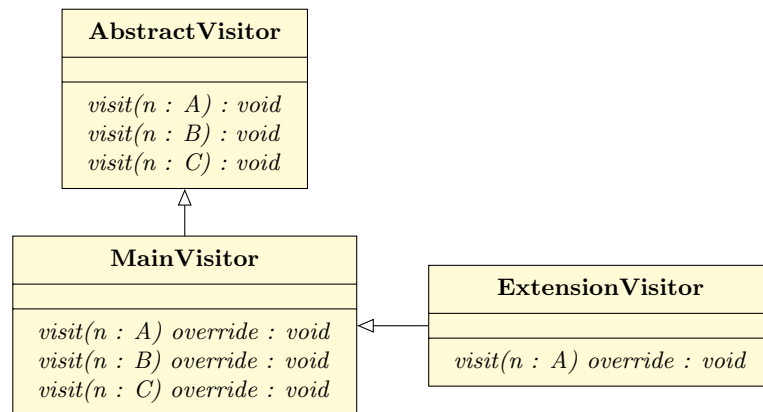 AbstractVisitor
visit(n : A) : void
visit(n : B) : void
visit(n : C) : void
MainVisitor
visit(n : A) override : void
visit(n : B) override : void
visit(n : C) override : void
ExtensionVisitor
visit(n : A) override : void